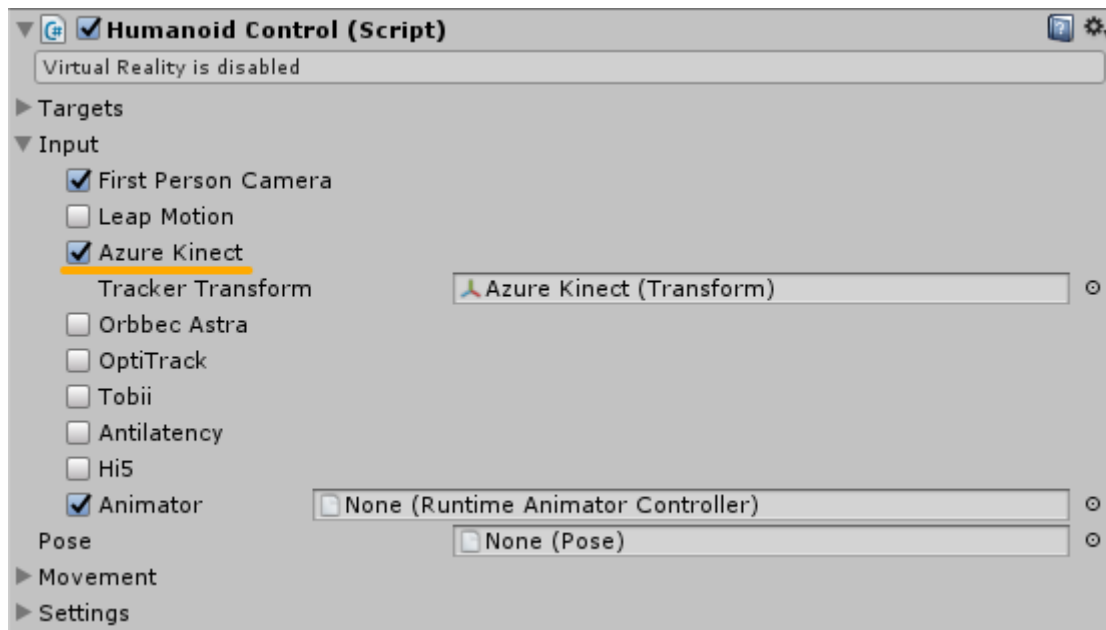 Humanoid Control (Script)
Virtual Reality is disabled
Targets
Input
First Person Camera
Leap Motion
Azure Kinect
Tracker Transform Azure Kinect (Transform)
Orbbec Astra
OptiTrack
Tobii
Antilatency
Hi5
Animator None (Runtime Animator Controller)
Pose None (Pose)
Movement
Settings